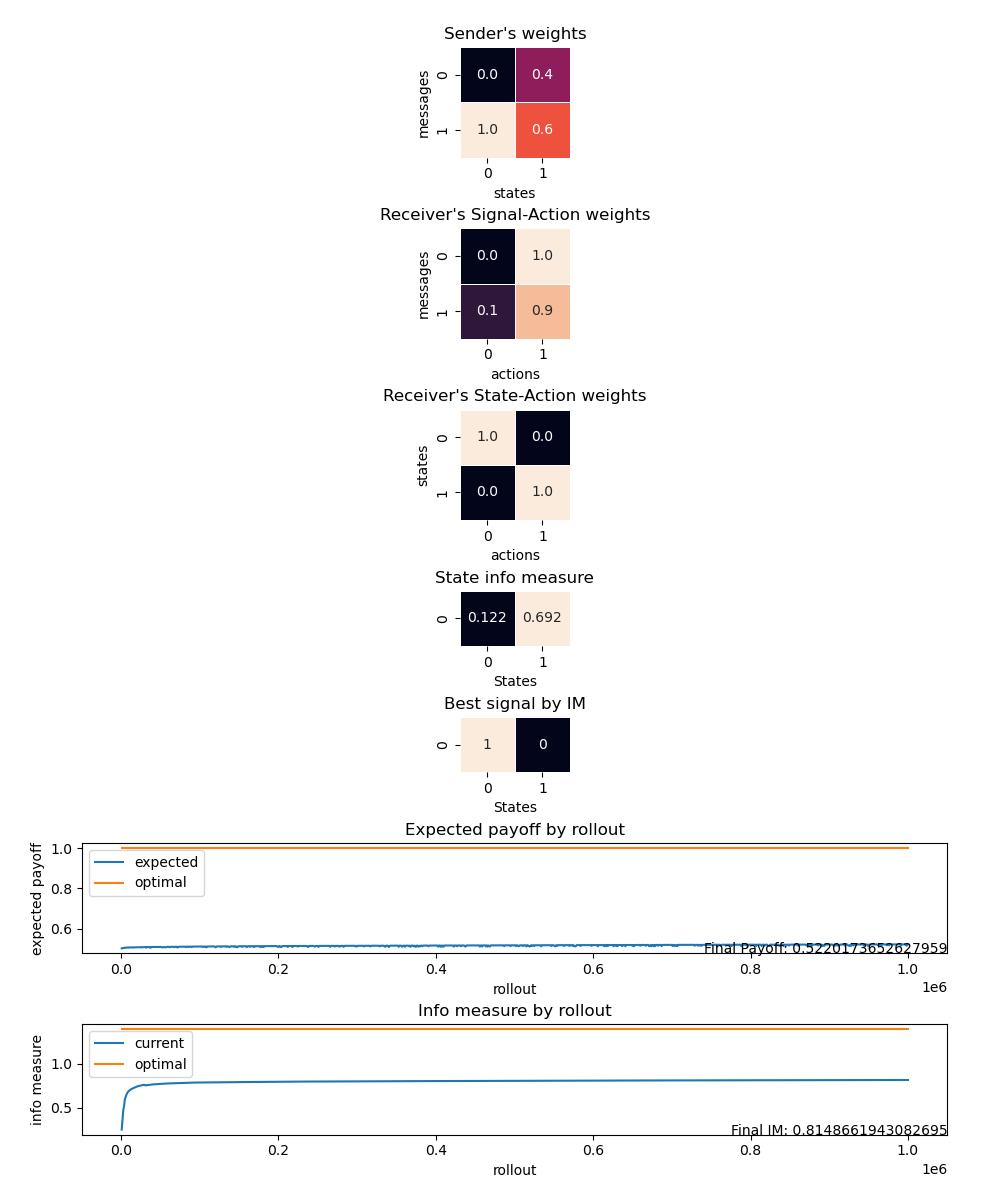 Sender's weights
messages
0
0.0 0.4
1
1.0 0.6
0 1
states
Receiver's Signal-Action weights
messages
0
0.0 1.0
1
0.1 0.9
0 1
actions
Receiver's State-Action weights
states
0
1.0 0.0
1
0.0 1.0
0 1
actions
State info measure
0
0.122 0.692
0 1
States
Best signal by IM
0
1 0
0 1
States
Expected payoff by rollout
expected payoff
1.0
0.8
0.6
expected
optimal
Final Payoff: 0.5220173652627959
0.0 0.2 0.4 0.6 0.8 1.0
1e6
rollout
Info measure by rollout
info measure
1.0
0.5
current
optimal
Final IM: 0.8148661943082695
0.0 0.2 0.4 0.6 0.8 1.0
1e6
rollout